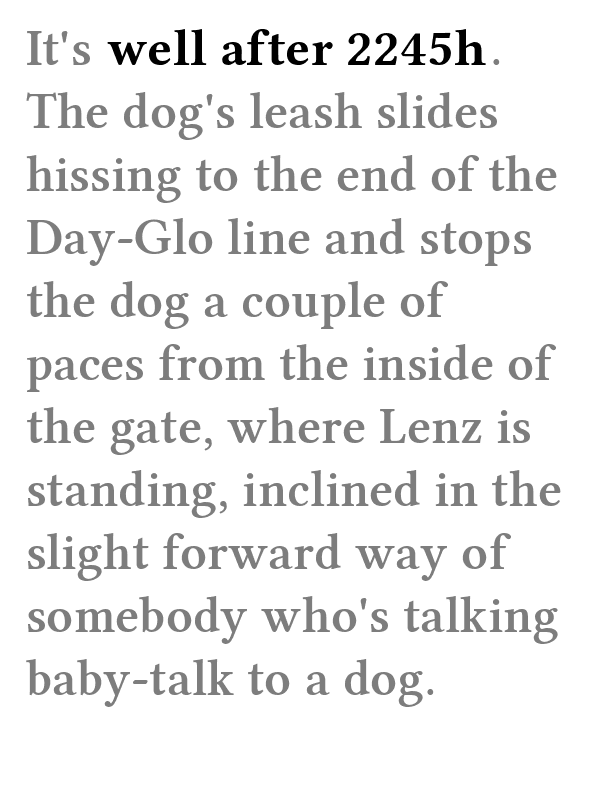 It's well after 2245h.
The dog's leash slides
hissing to the end of the
Day-Glo line and stops
the dog a couple of
paces from the inside of
the gate, where Lenz is
standing, inclined in the
slight forward way of
somebody who's talking
baby-talk to a dog.